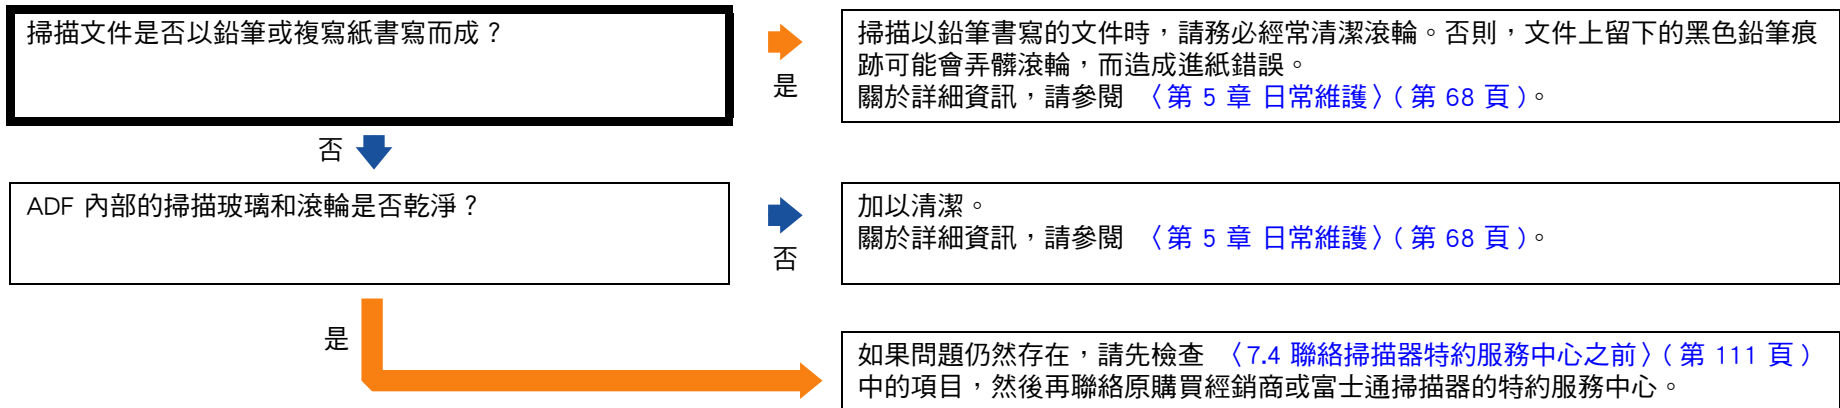 掃描文件是否以鉛筆或複寫紙書寫而成？
是
掃描以鉛筆書寫的文件時，請務必經常清潔滾輪。否則，文件上留下的黑色鉛筆痕
跡可能會弄髒滾輪，而造成進紙錯誤。
關於詳細資訊，請參閱 〈第 5 章 日常維護〉( 第 68 頁 )。
否
ADF 內部的掃描玻璃和滾輪是否乾淨？
否
加以清潔。
關於詳細資訊，請參閱 〈第 5 章 日常維護〉( 第 68 頁 )。
是
如果問題仍然存在，請先檢查 〈7.4 聯絡掃描器特約服務中心之前〉( 第 111 頁 )
中的項目，然後再聯絡原購買經銷商或富士通掃描器的特約服務中心。